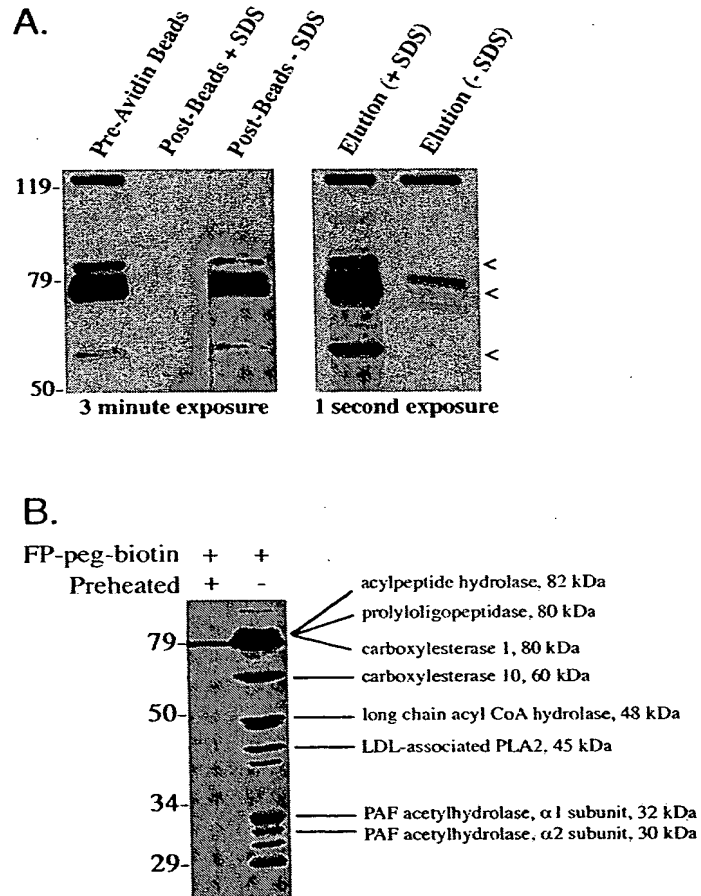 A.
Pre-Avidin Beads
Post-Beads + SDS
Post-Beads - SDS
Elution (+ SDS)
Elution (- SDS)
119-
79-
50-
<
<
<
3 minute exposure
1 second exposure
B.
FP-peg-biotin + +
Preheated + -
79-
50-
34-
29-
acylpeptide hydrolase, 82 kDa
prolyloligopeptidase, 80 kDa
carboxylesterase 1, 80 kDa
carboxylesterase 10, 60 kDa
long chain acyl CoA hydrolase, 48 kDa
LDL-associated PLA2, 45 kDa
PAF acetylhydrolase, α1 subunit, 32 kDa
PAF acetylhydrolase, α2 subunit, 30 kDa